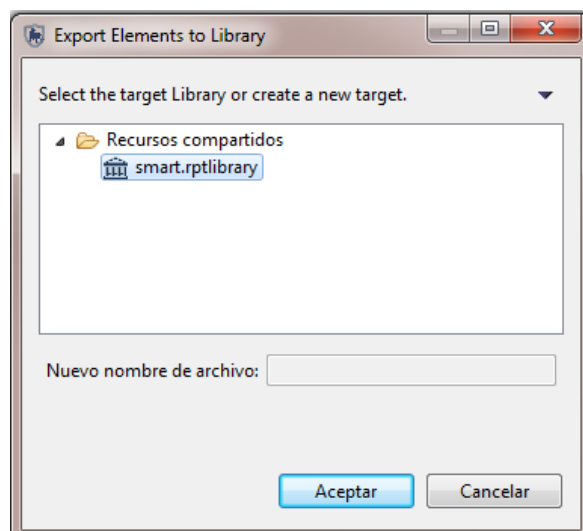 Export Elements to Library
Select the target Library or create a new target.
Recursos compartidos
smart.rptlibrary
Nuevo nombre de archivo:
Aceptar
Cancelar